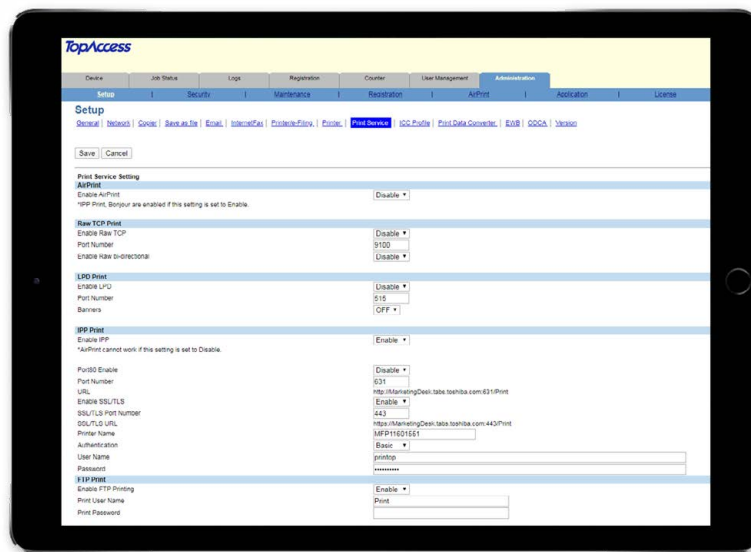 TopAccess
Device Job Status Logs Registration Counter User Management Administration
Setup | Security | Maintenance | Registration | AirPrint | Application | License
Setup
General | Network | Copier | Save as file | Email | InternetFax | Printer/e-Filing | Printer | Print Service | ICC Profile | Print Data Converter | EWB | ODCA | Version
Save Cancel
Print Service Setting
AirPrint
Enable AirPrint Disable
*IPP Print, Bonjour are enabled if this setting is set to Enable.
Raw TCP Print
Enable Raw TCP Disable
Port Number 9100
Enable Raw bi-directional Disable
LPD Print
Enable LPD Disable
Port Number 515
Banners OFF
IPP Print
Enable IPP Enable
*AirPrint cannot work if this setting is set to Disable.
Port80 Enable Disable
Port Number 631
URL http://MarketingDesk.tabs.toshiba.com:631/Print
Enable SSL/TLS Enable
SSL/TLS Port Number 443
SSL/TLS URL https://MarketingDesk.tabs.toshiba.com:443/Print
Printer Name MFP11601551
Authentication Basic
User Name printop
Password ••••••••••
FTP Print
Enable FTP Printing Enable
Print User Name Print
Print Password